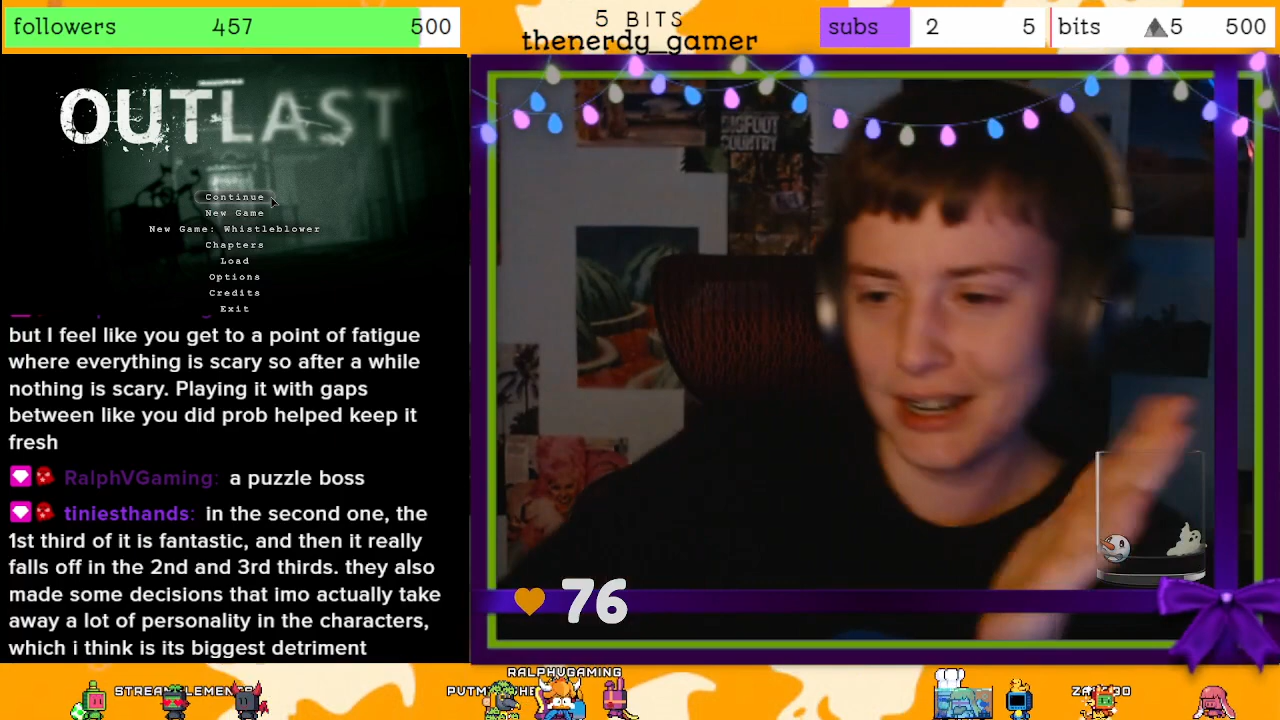 followers 457 500
5 BITS
thenerdy_gamer
subs 2 5
bits 5 500
OUTLAST
Continue
New Game
New Game: Whistleblower
Chapters
Load
Options
Credits
Exit
BIGFOOT
COUNTRY
but I feel like you get to a point of fatigue
where everything is scary so after a while
nothing is scary. Playing it with gaps
between like you did prob helped keep it
fresh
RalphVGaming: a puzzle boss
tiniesthands: in the second one, the
1st third of it is fantastic, and then it really
falls off in the 2nd and 3rd thirds. they also
made some decisions that imo actually take
away a lot of personality in the characters,
which i think is its biggest detriment
76
RALPHVGAMING